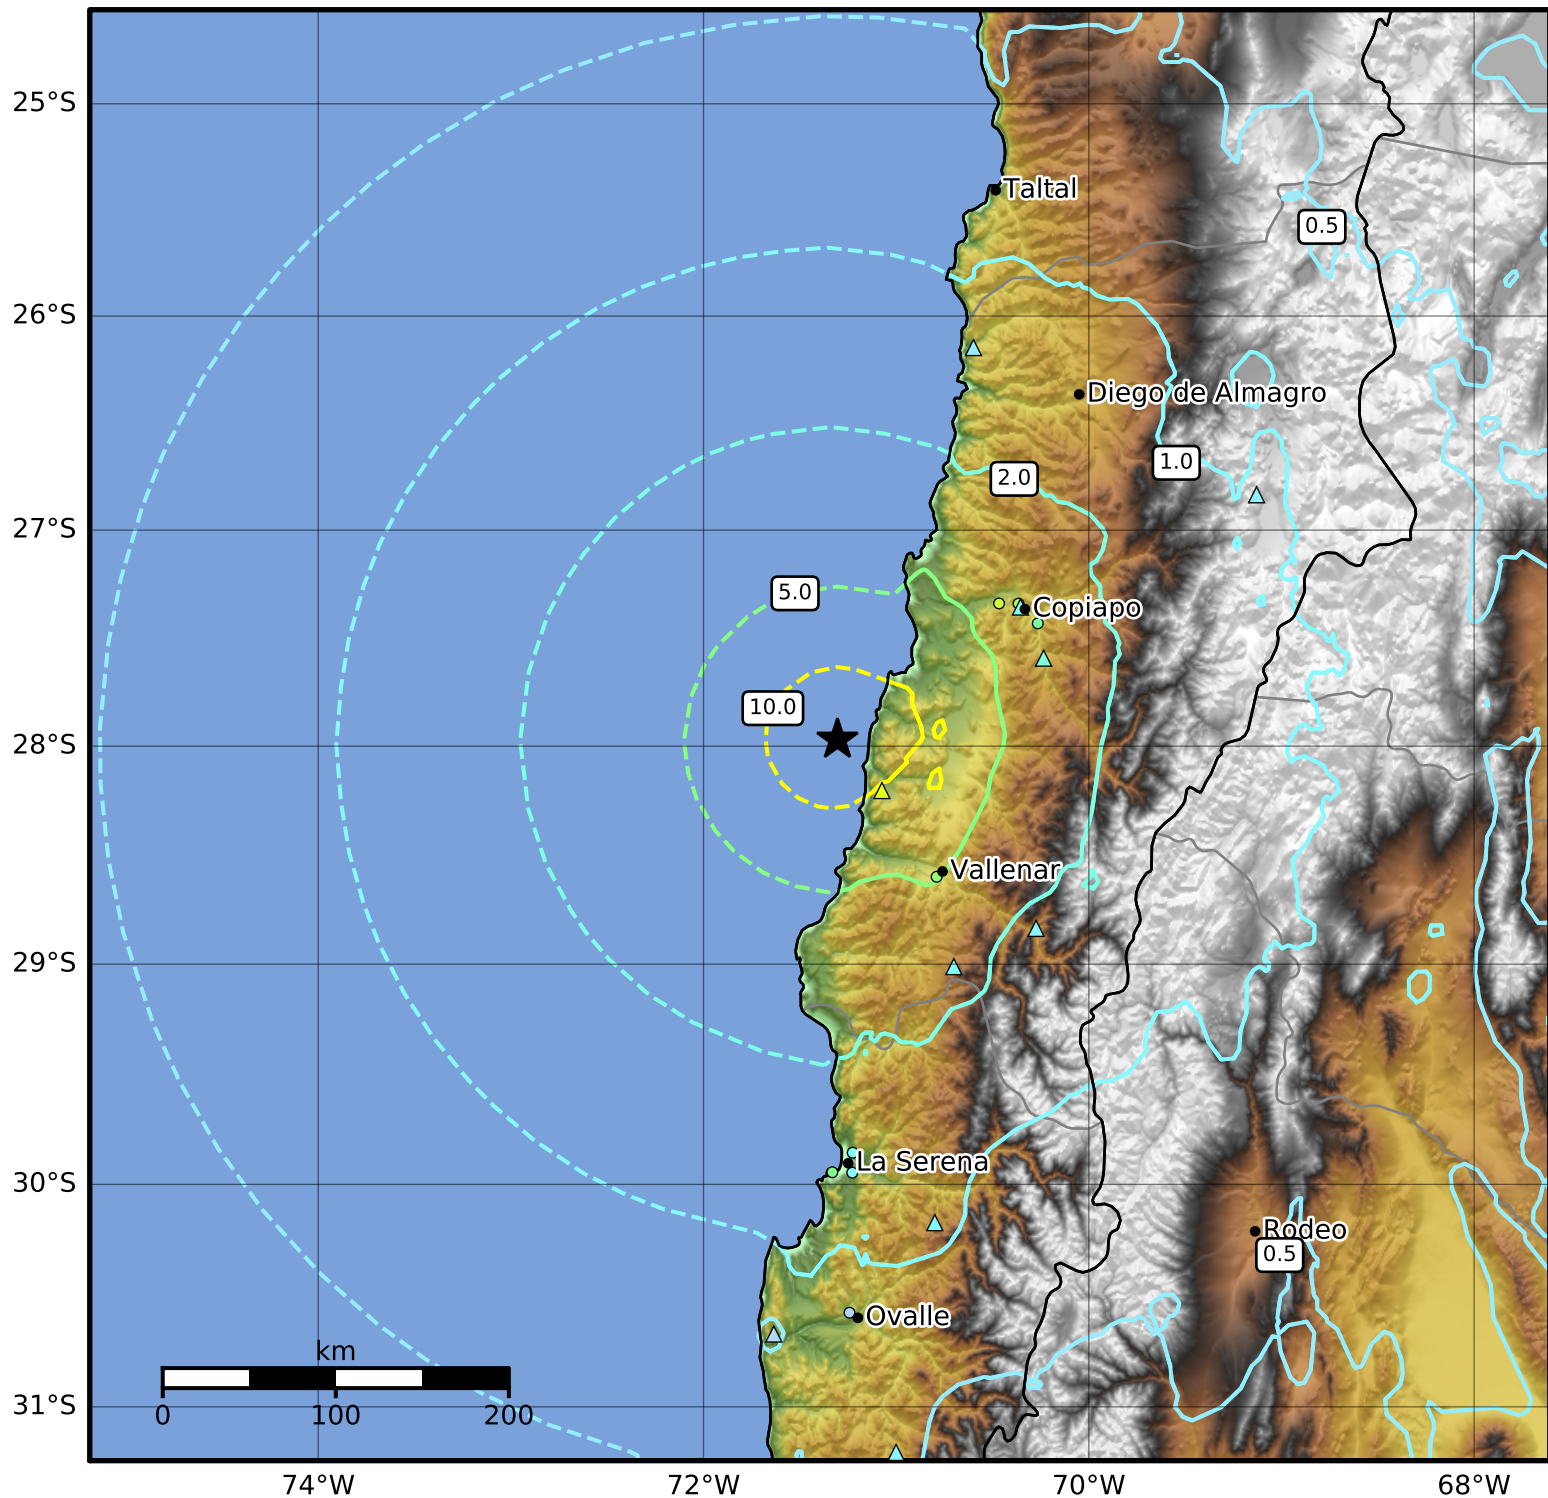 25°S
Taltal
0.5
26°S
Diego de Almagro
1.0
2.0
27°S
5.0
Copiapo
10.0
28°S
Vallenar
29°S
La Serena
30°S
Rodeo
0.5
Ovalle
km
0 100 200
31°S
74°W 72°W 70°W 68°W